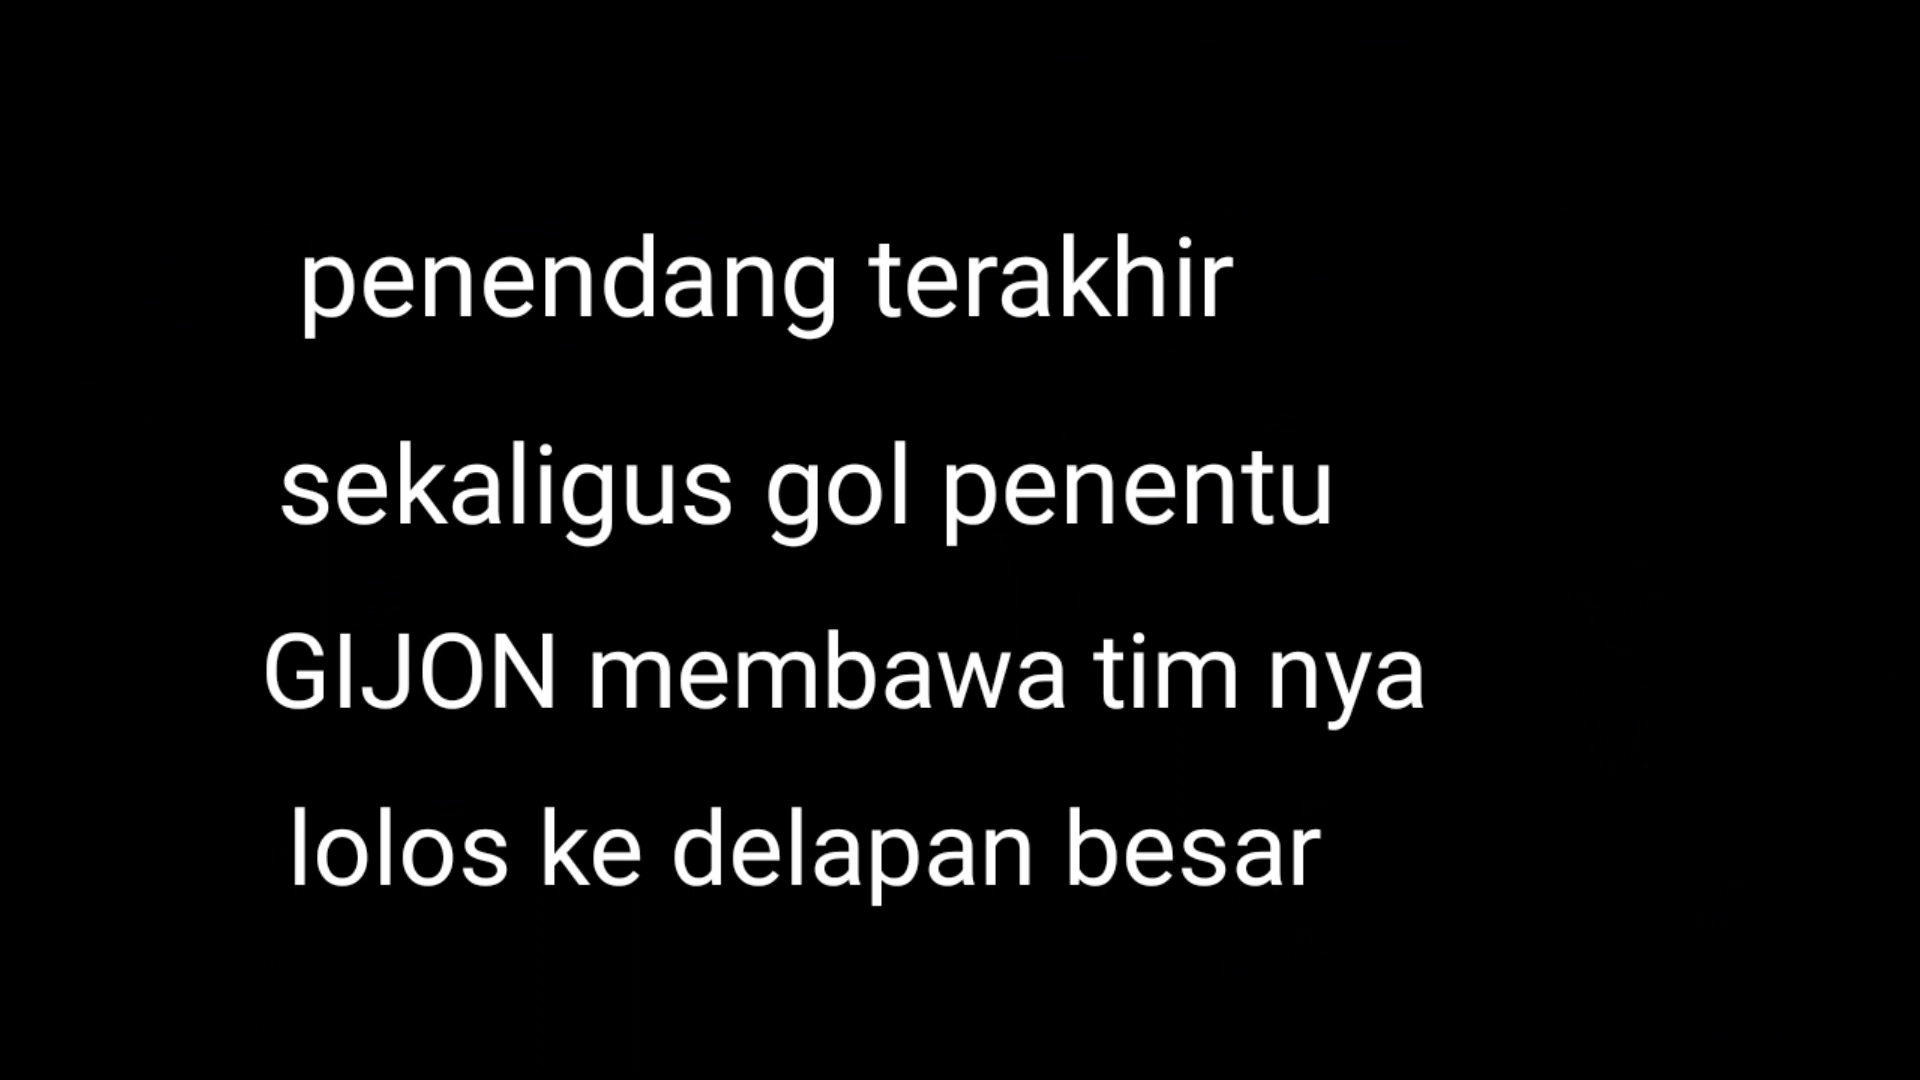 penendang terakhir
sekaligus gol penentu
GIJON membawa tim nya
lolos ke delapan besar